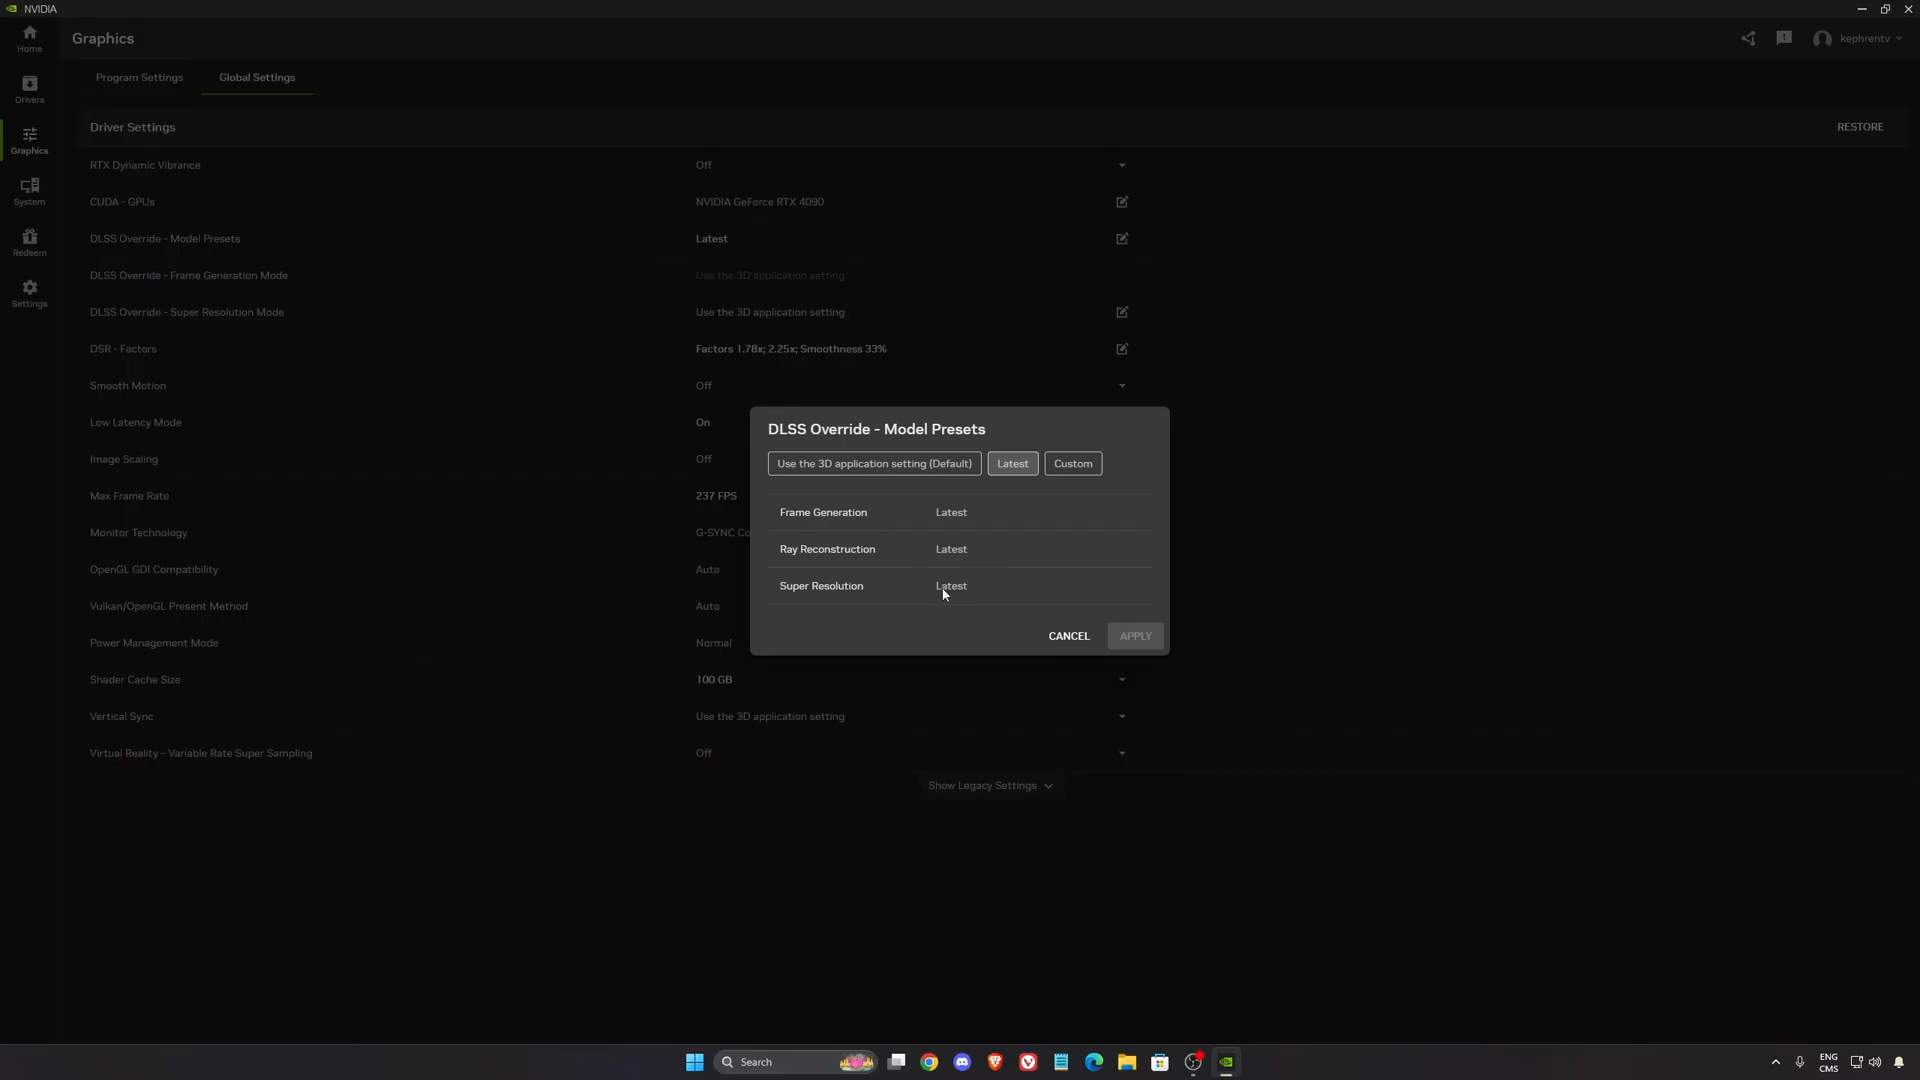 NVIDIA
Home
Graphics
kephrentv
Program Settings
Global Settings
Drivers
Driver Settings
RESTORE
Graphics
RTX Dynamic Vibrance
Off
System
CUDA - GPUs
NVIDIA GeForce RTX 4090
DLSS Override - Model Presets
Latest
Redeem
DLSS Override - Frame Generation Mode
Use the 3D application setting
Settings
DLSS Override - Super Resolution Mode
Use the 3D application setting
DSR - Factors
Factors 1.78x; 2.25x; Smoothness 33%
Smooth Motion
Off
Low Latency Mode
On
Image Scaling
Off
Max Frame Rate
237 FPS
Monitor Technology
G-SYNC Co
OpenGL GDI Compatibility
Auto
Vulkan/OpenGL Present Method
Auto
Power Management Mode
Normal
Shader Cache Size
100 GB
Vertical Sync
Use the 3D application setting
Virtual Reality – Variable Rate Super Sampling
Off
Show Legacy Settings
DLSS Override - Model Presets
Use the 3D application setting (Default)
Latest
Custom
Frame Generation
Latest
Ray Reconstruction
Latest
Super Resolution
Latest
CANCEL
APPLY
Search
ENG
CMS